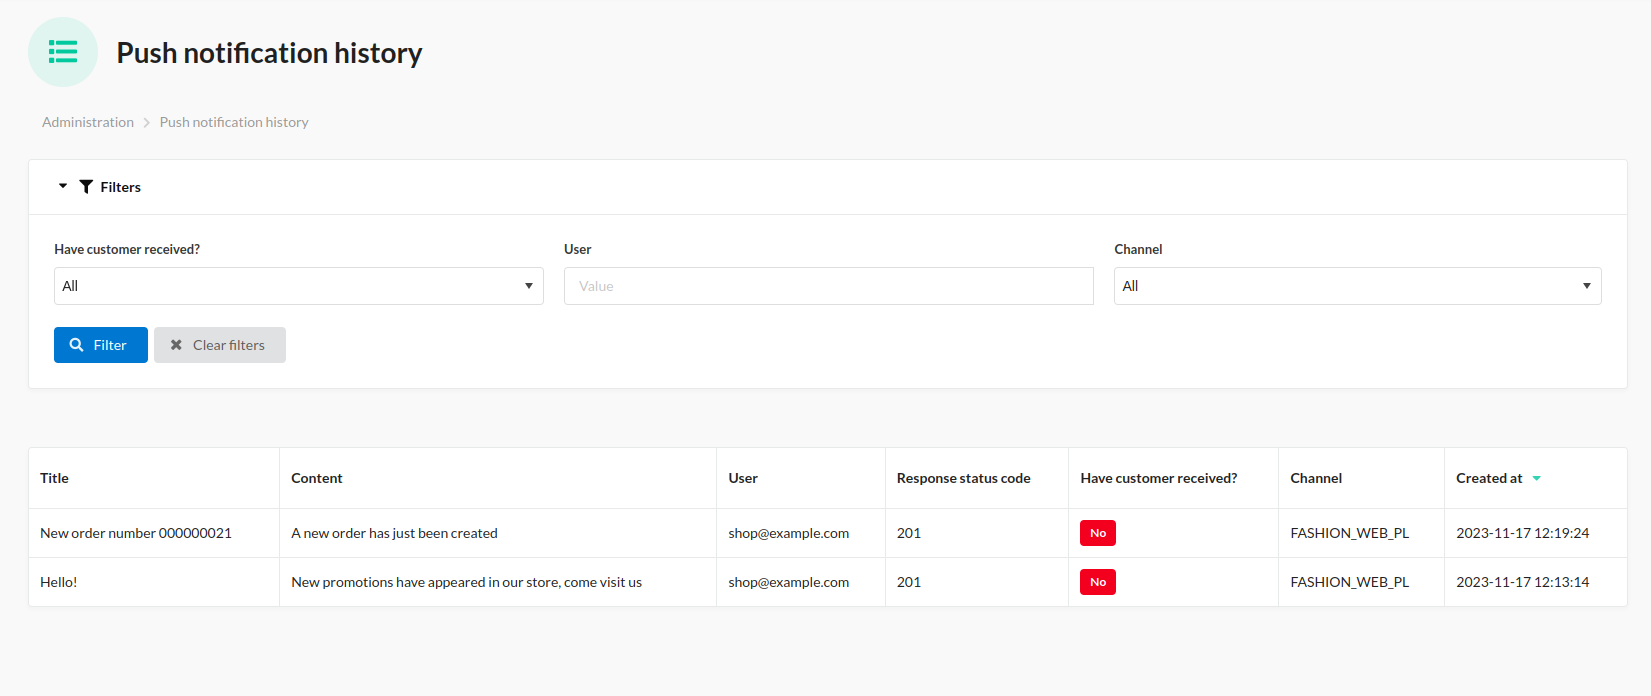 Push notification history
Administration Push notification history
Filters
Have customer received? User Channel
All Value All
Filter Clear filters
Title Content User Response status code Have customer received? Channel Created at
New order number 000000021 A new order has just been created shop@example.com 201 No FASHION_WEB_PL 2023-11-17 12:19:24
Hello! New promotions have appeared in our store, come visit us shop@example.com 201 No FASHION_WEB_PL 2023-11-17 12:13:14